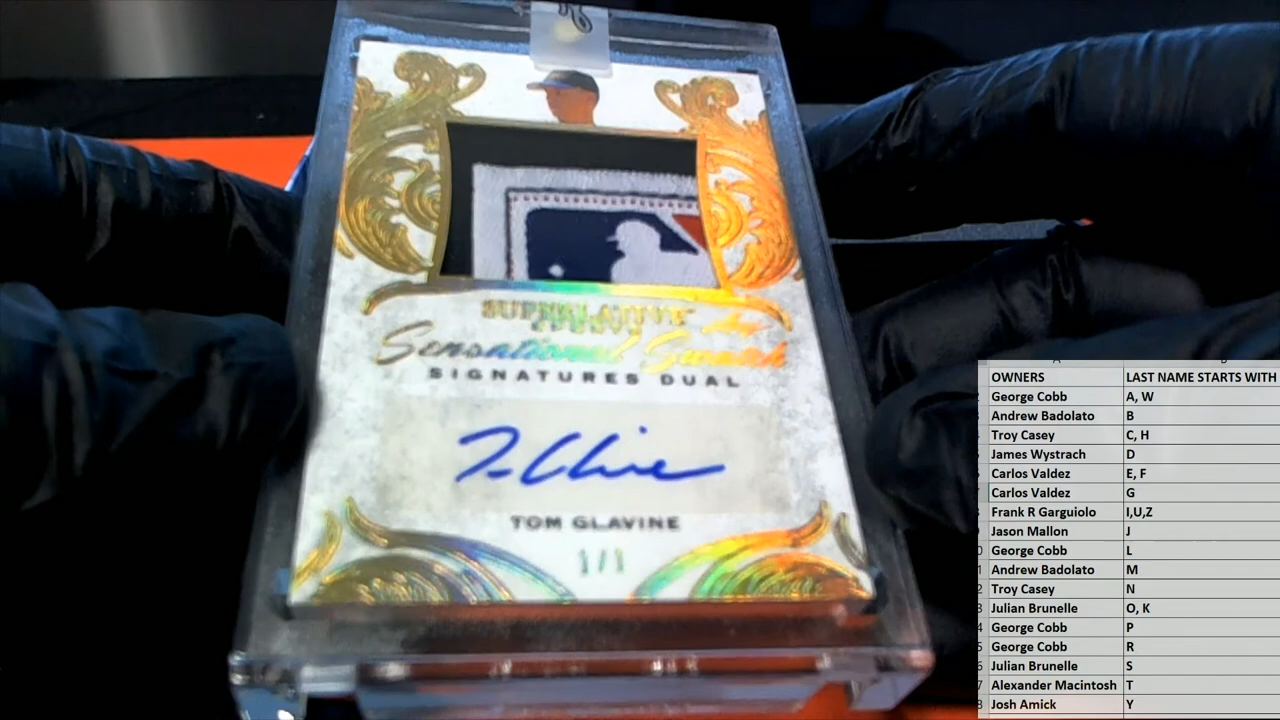 SUPERLATIVE
Sensational Swatch
SIGNATURES DUAL
TOM GLAVINE
1/1
OWNERS LAST NAME STARTS WITH
George Cobb A, W
Andrew Badolato B
Troy Casey C, H
James Wystrach D
Carlos Valdez E, F
Carlos Valdez G
Frank R Garguiolo I,U,Z
Jason Mallon J
George Cobb L
Andrew Badolato M
Troy Casey N
Julian Brunelle O, K
George Cobb P
George Cobb R
Julian Brunelle S
Alexander Macintosh T
Josh Amick Y